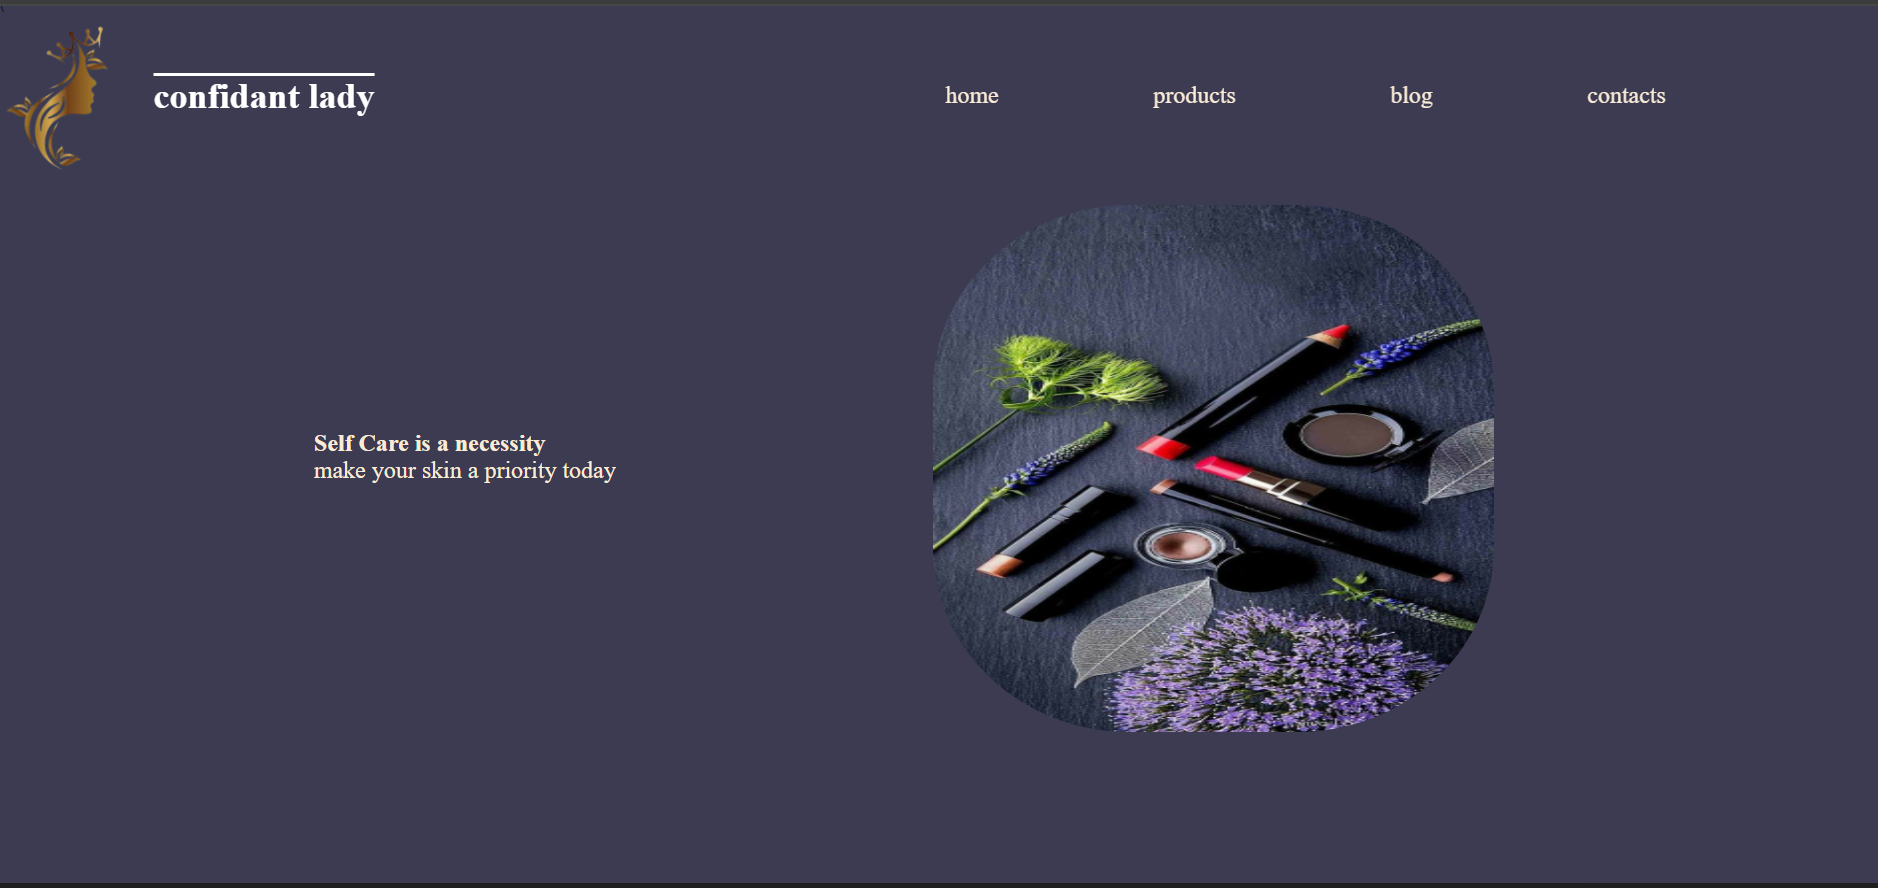 confidant lady
home
products
blog
contacts
Self Care is a necessity
make your skin a priority today